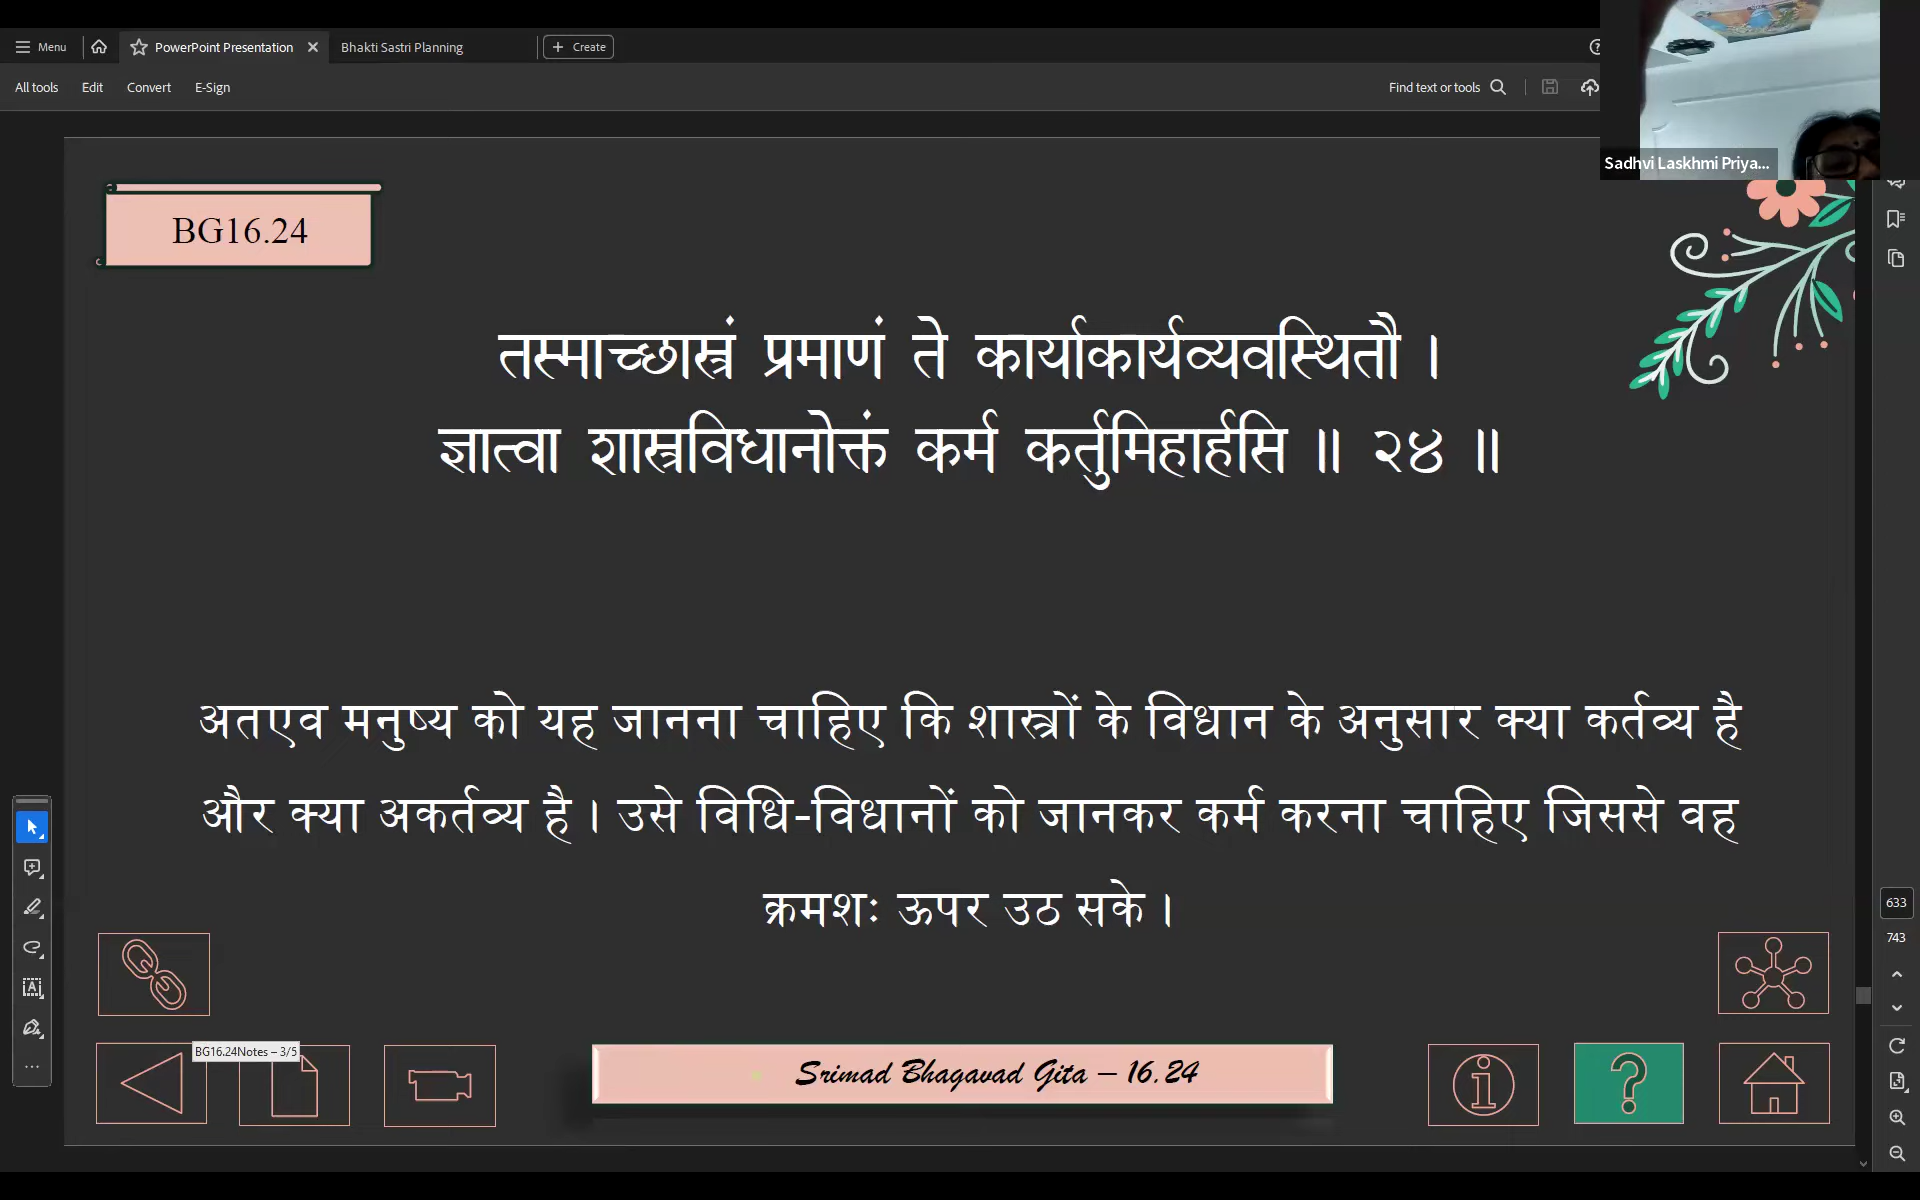 Menu
PowerPoint Presentation
Bhakti Sastri Planning
Create
All tools
Edit
Convert
E-Sign
Find text or tools
Sadhvi Laskhmi Priya...
BG16.24
तस्माच्छास्त्रं प्रमाणं ते कार्याकार्यव्यवस्थितौ ।
ज्ञात्वा शास्त्रविधानोक्तं कर्म कर्तुमिहार्हसि ॥ २४ ॥
अतएव मनुष्य को यह जानना चाहिए कि शास्त्रों के विधान के अनुसार क्या कर्तव्य है
और क्या अकर्तव्य है । उसे विधि-विधानों को जानकर कर्म करना चाहिए जिससे वह
क्रमशः ऊपर उठ सके ।
633
743
BG16.24Notes – 3/5
Srimad Bhagavad Gita – 16.24